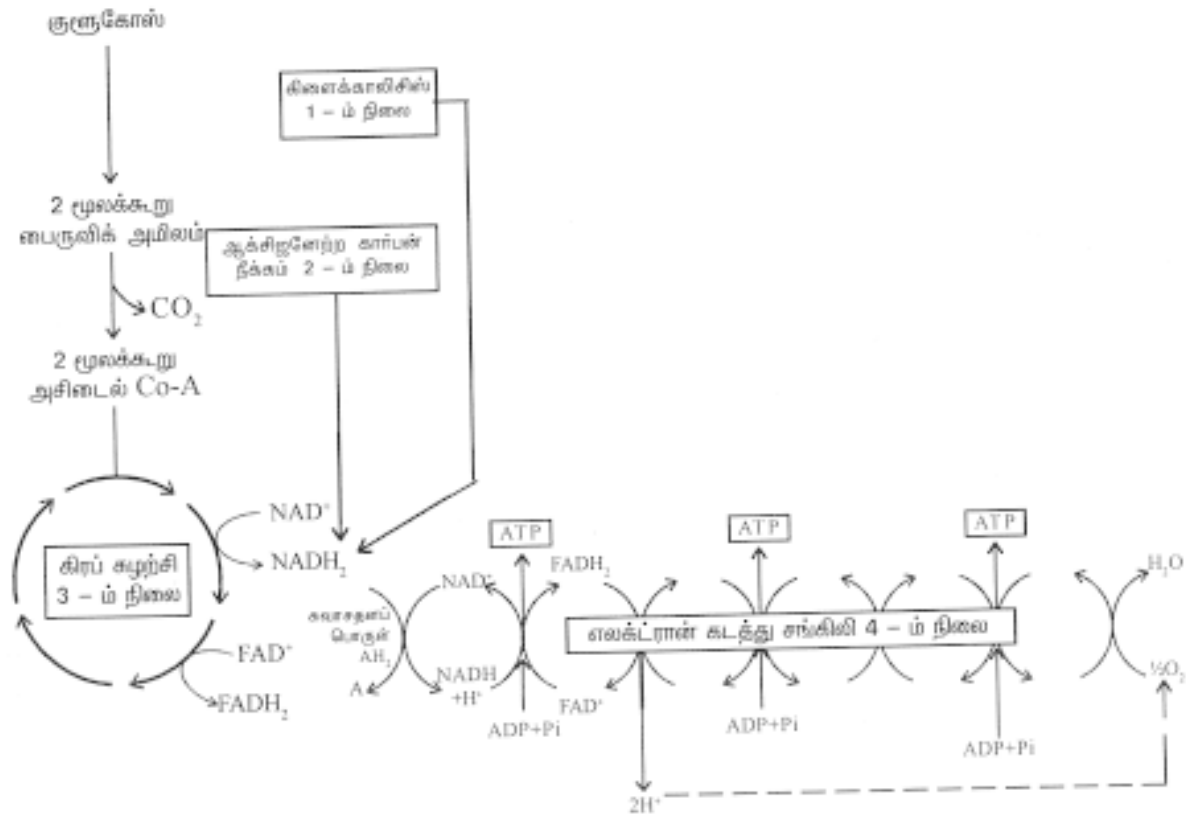 குளூகோஸ்
கிளைக்காலிசிஸ்
1 – ம் நிலை
2 மூலக்கூறு
பைருவிக் அமிலம்
ஆக்சிஜனேற்ற கார்பன்
நீக்கம் 2 – ம் நிலை
CO2
2 மூலக்கூறு
அசிடைல் Co-A
NAD+
NADH2
கிரப் சுழற்சி
3 – ம் நிலை
FAD+
FADH2
சுவாசதளப்
பொருள்
AH2
A
NAD+
NADH
+H+
ATP
ADP+Pi
FADH2
FAD+
எலக்ட்ரான் கடத்து சங்கிலி 4 – ம் நிலை
ATP
ADP+Pi
ATP
ADP+Pi
H2O
½O2
2H+